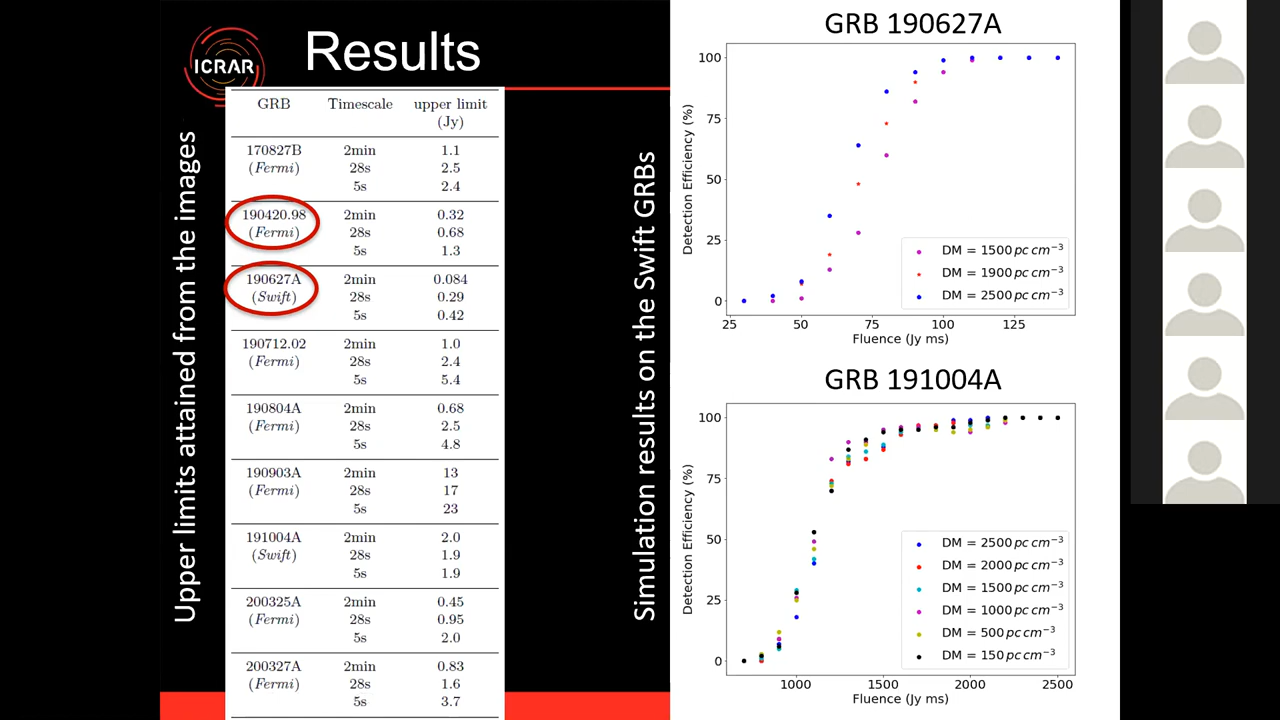 ICRAR
Results
Upper limits attained from the images
GRB Timescale upper limit
(Jy)
170827B 2min 1.1
(Fermi) 28s 2.5
5s 2.4
190420.98 2min 0.32
(Fermi) 28s 0.68
5s 1.3
190627A 2min 0.084
(Swift) 28s 0.29
5s 0.42
190712.02 2min 1.0
(Fermi) 28s 2.4
5s 5.4
190804A 2min 0.68
(Fermi) 28s 2.5
5s 4.8
190903A 2min 13
(Fermi) 28s 17
5s 23
191004A 2min 2.0
(Swift) 28s 1.9
5s 1.9
200325A 2min 0.45
(Fermi) 28s 0.95
5s 2.0
200327A 2min 0.83
(Fermi) 28s 1.6
5s 3.7
Simulation results on the Swift GRBs
GRB 190627A
Detection Efficiency (%)
100
75
50
25
0
DM = 1500 pc cm⁻³
DM = 1900 pc cm⁻³
DM = 2500 pc cm⁻³
25 50 75 100 125
Fluence (Jy ms)
GRB 191004A
Detection Efficiency (%)
100
75
50
25
0
DM = 2500 pc cm⁻³
DM = 2000 pc cm⁻³
DM = 1500 pc cm⁻³
DM = 1000 pc cm⁻³
DM = 500 pc cm⁻³
DM = 150 pc cm⁻³
1000 1500 2000 2500
Fluence (Jy ms)